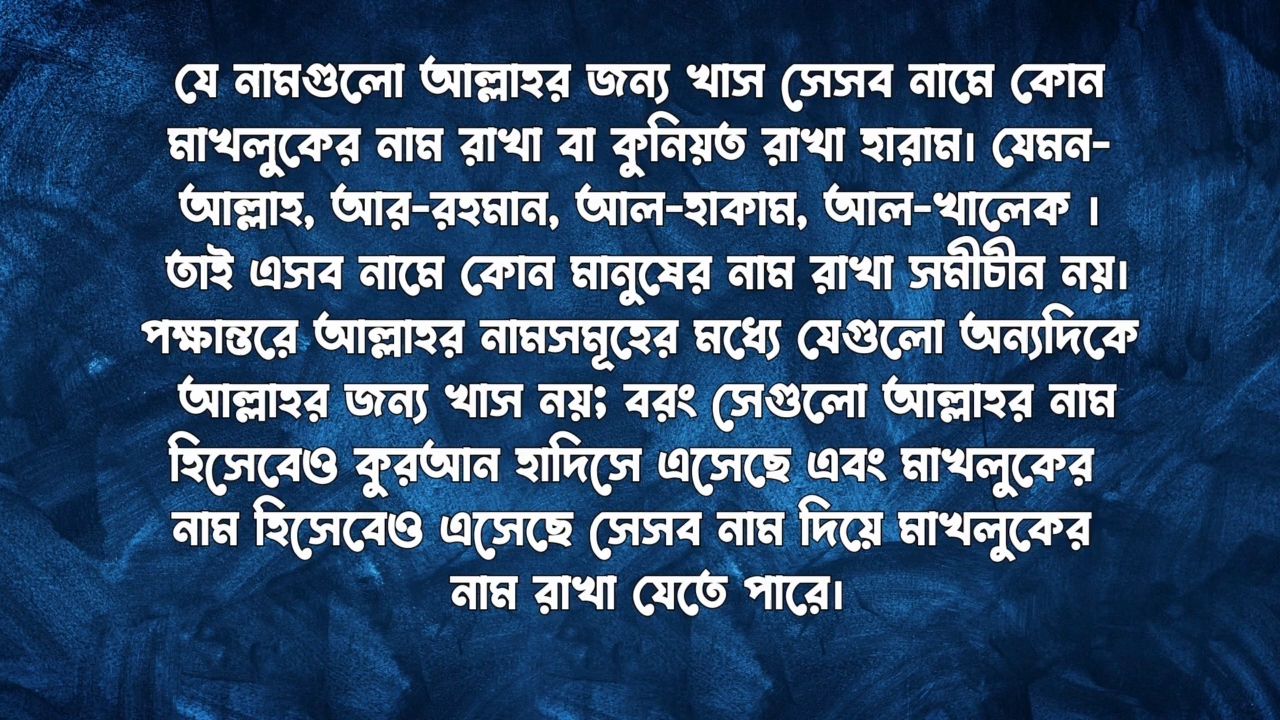 যে নামগুলো আল্লাহর জন্য খাস সেসব নামে কোন
মাখলুকের নাম রাখা বা কুনিয়ত রাখা হারাম। যেমন-
আল্লাহ, আর-রহমান, আল-হাকাম, আল-খালেক ।
তাই এসব নামে কোন মানুষের নাম রাখা সমীচীন নয়।
পক্ষান্তরে আল্লাহর নামসমূহের মধ্যে যেগুলো অন্যদিকে
আল্লাহর জন্য খাস নয়; বরং সেগুলো আল্লাহর নাম
হিসেবেও কুরআন হাদিসে এসেছে এবং মাখলুকের
নাম হিসেবেও এসেছে সেসব নাম দিয়ে মাখলুকের
নাম রাখা যেতে পারে।